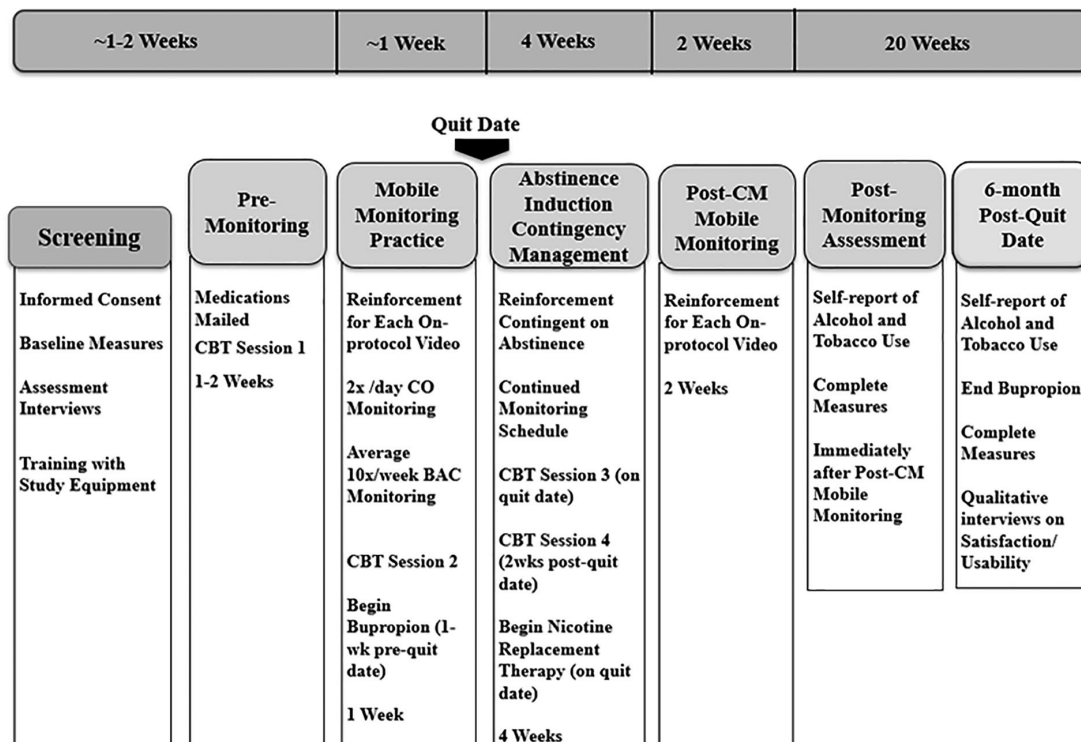 ~1-2 Weeks
~1 Week
4 Weeks
2 Weeks
20 Weeks
Quit Date
Screening
Informed Consent
Baseline Measures
Assessment
Interviews
Training with
Study Equipment
Pre-
Monitoring
Medications
Mailed
CBT Session 1
1-2 Weeks
Mobile
Monitoring
Practice
Reinforcement
for Each On-
protocol Video
2x /day CO
Monitoring
Average
10x/week BAC
Monitoring
CBT Session 2
Begin
Bupropion (1-
wk pre-quit
date)
1 Week
Abstinence
Induction
Contingency
Management
Reinforcement
Contingent on
Abstinence
Continued
Monitoring
Schedule
CBT Session 3 (on
quit date)
CBT Session 4
(2wks post-quit
date)
Begin Nicotine
Replacement
Therapy (on quit
date)
4 Weeks
Post-CM
Mobile
Monitoring
Reinforcement
for Each On-
protocol Video
2 Weeks
Post-
Monitoring
Assessment
Self-report of
Alcohol and
Tobacco Use
Complete
Measures
Immediately
after Post-CM
Mobile
Monitoring
6-month
Post-Quit
Date
Self-report of
Alcohol and
Tobacco Use
End Bupropion
Complete
Measures
Qualitative
interviews on
Satisfaction/
Usability